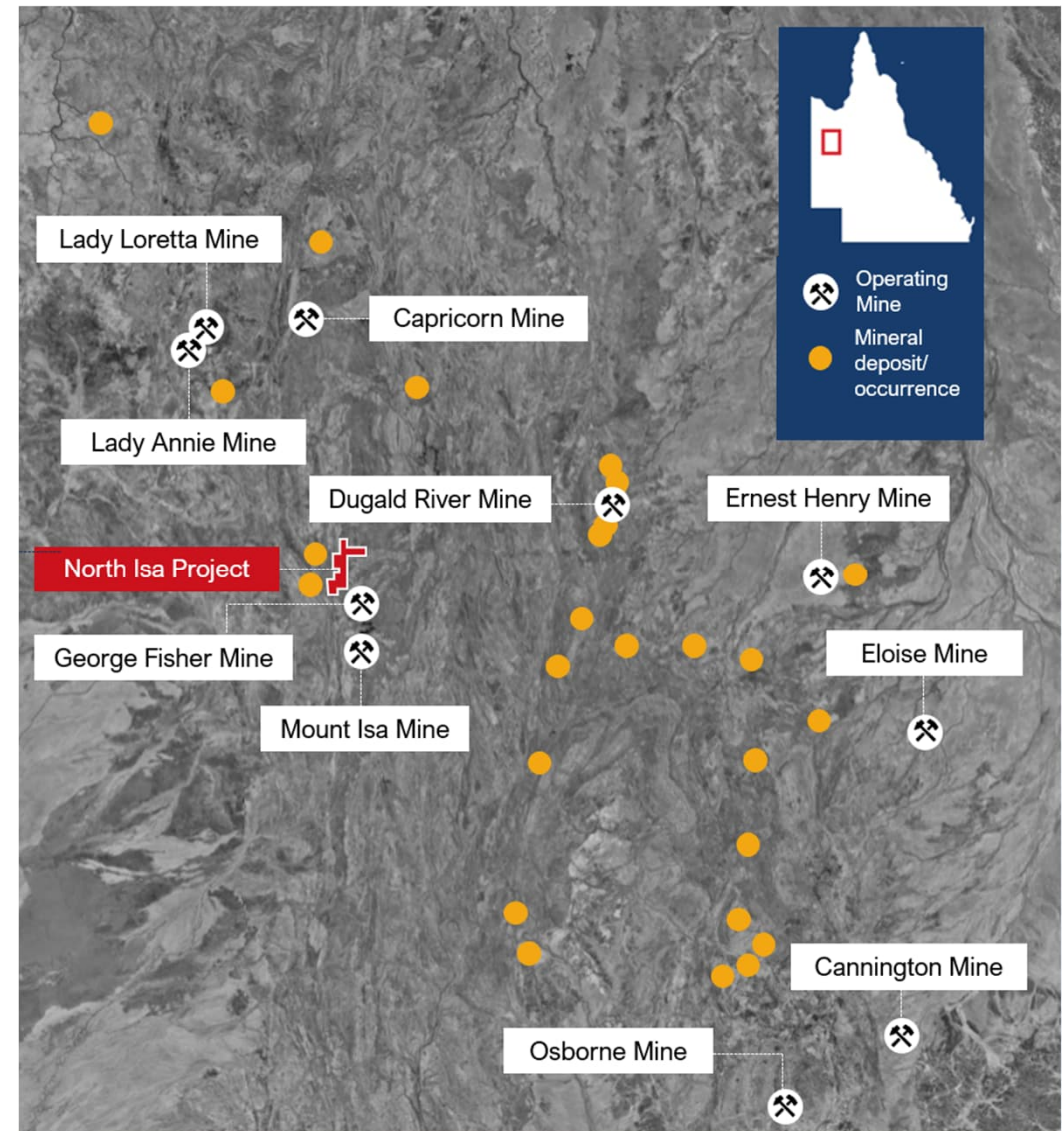 Lady Loretta Mine
Capricorn Mine
Lady Annie Mine
Operating
Mine
Mineral
deposit/
occurrence
Dugald River Mine
Ernest Henry Mine
North Isa Project
George Fisher Mine
Eloise Mine
Mount Isa Mine
Cannington Mine
Osborne Mine